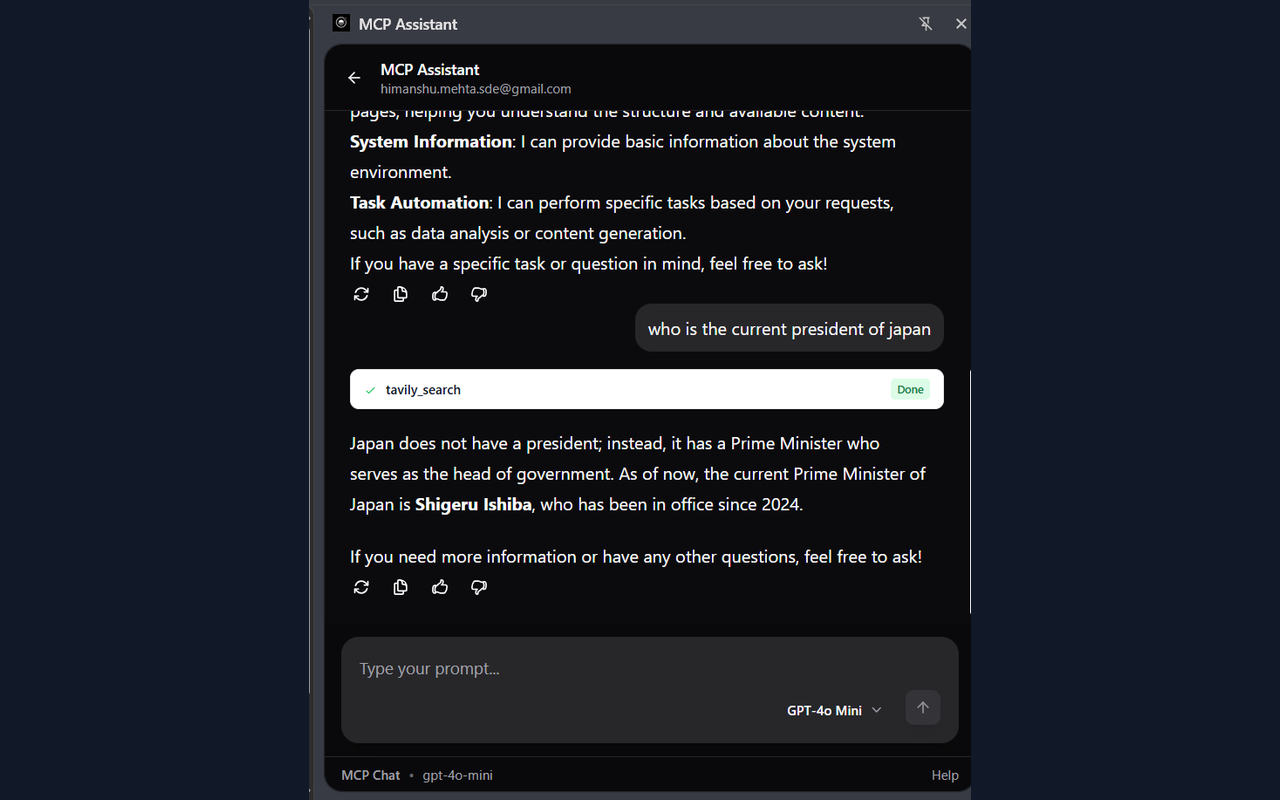 MCP Assistant
MCP Assistant
himanshu.mehta.sde@gmail.com
pages, helping you understand the structure and available content.
System Information: I can provide basic information about the system
environment.
Task Automation: I can perform specific tasks based on your requests,
such as data analysis or content generation.
If you have a specific task or question in mind, feel free to ask!
who is the current president of japan
tavily_search
Done
Japan does not have a president; instead, it has a Prime Minister who
serves as the head of government. As of now, the current Prime Minister of
Japan is Shigeru Ishiba, who has been in office since 2024.
If you need more information or have any other questions, feel free to ask!
Type your prompt...
GPT-4o Mini
MCP Chat • gpt-4o-mini
Help